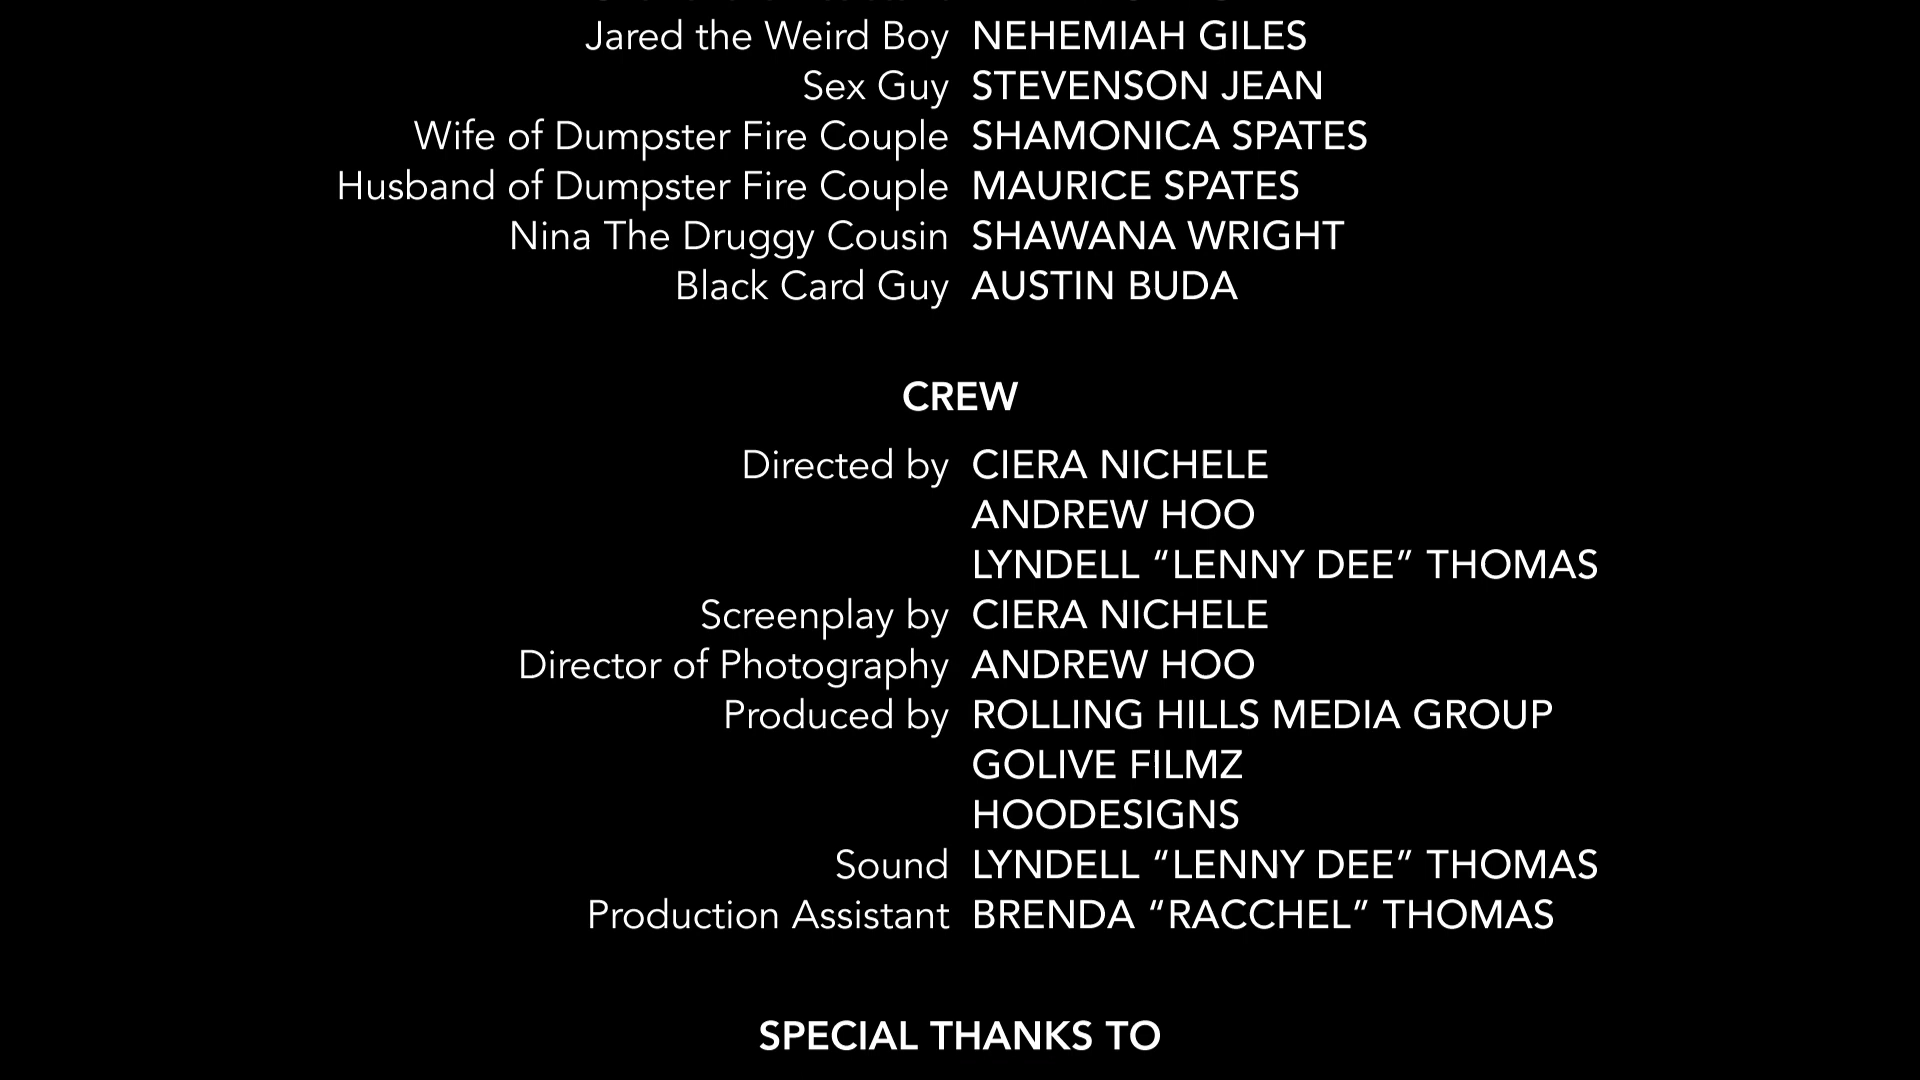 Jared the Weird Boy NEHEMIAH GILES
Sex Guy STEVENSON JEAN
Wife of Dumpster Fire Couple SHAMONICA SPATES
Husband of Dumpster Fire Couple MAURICE SPATES
Nina The Druggy Cousin SHAWANA WRIGHT
Black Card Guy AUSTIN BUDA
CREW
Directed by CIERA NICHELE
ANDREW HOO
LYNDELL “LENNY DEE” THOMAS
Screenplay by CIERA NICHELE
Director of Photography ANDREW HOO
Produced by ROLLING HILLS MEDIA GROUP
GOLIVE FILMZ
HOODESIGNS
Sound LYNDELL “LENNY DEE” THOMAS
Production Assistant BRENDA “RACCHEL” THOMAS
SPECIAL THANKS TO